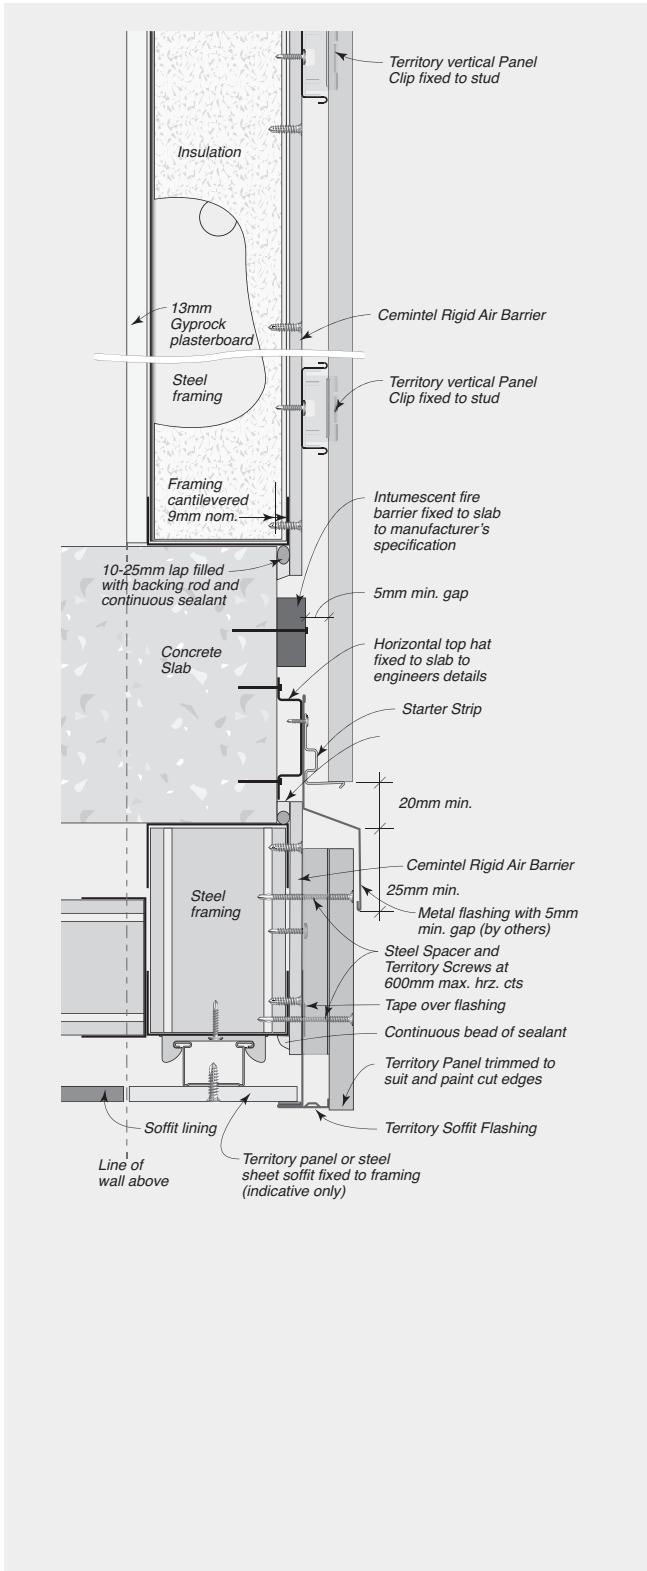 Territory vertical Panel
Clip fixed to stud
Insulation
13mm
Gyprock
plasterboard
Cemintel Rigid Air Barrier
Steel
framing
Territory vertical Panel
Clip fixed to stud
Framing
cantilevered
9mm nom.
Intumescent fire
barrier fixed to slab
to manufacturer's
specification
10-25mm lap filled
with backing rod and
continuous sealant
5mm min. gap
Concrete
Slab
Horizontal top hat
fixed to slab to
engineers details
Starter Strip
20mm min.
Cemintel Rigid Air Barrier
Steel
framing
25mm min.
Metal flashing with 5mm
min. gap (by others)
Steel Spacer and
Territory Screws at
600mm max. hrz. cts
Tape over flashing
Continuous bead of sealant
Territory Panel trimmed to
suit and paint cut edges
Soffit lining
Territory Soffit Flashing
Line of
wall above
Territory panel or steel
sheet soffit fixed to framing
(indicative only)